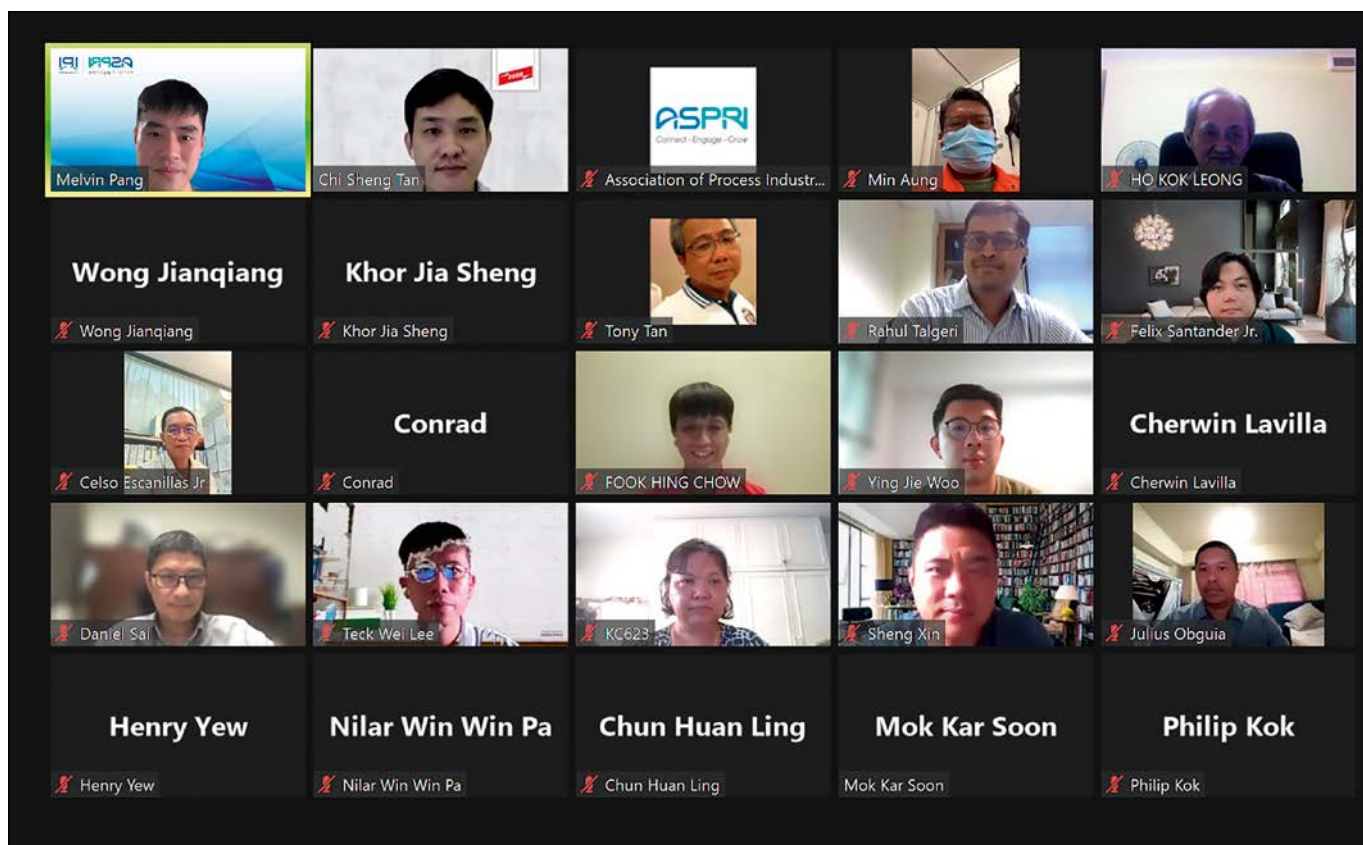 ASPRI
Melvin Pang
Chi Sheng Tan
ASPRI
Connect - Engage - Grow
Association of Process Industr...
Min Aung
HO KOK LEONG
Wong Jianqiang
Wong Jianqiang
Khor Jia Sheng
Khor Jia Sheng
Tony Tan
Rahul Talgeri
Felix Santander Jr.
Celso Escanillas Jr
Conrad
Conrad
FOOK HING CHOW
Ying Jie Woo
Cherwin Lavilla
Cherwin Lavilla
Daniel Sai
Teck Wei Lee
KC623
Sheng Xin
Julius Obguia
Henry Yew
Henry Yew
Nilar Win Win Pa
Nilar Win Win Pa
Chun Huan Ling
Chun Huan Ling
Mok Kar Soon
Mok Kar Soon
Philip Kok
Philip Kok